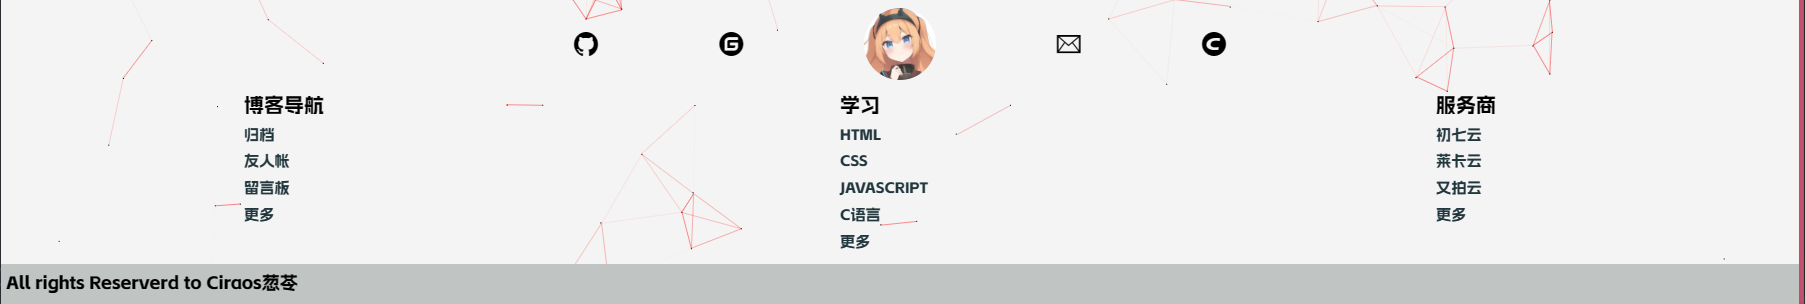 博客导航
归档
友人帐
留言板
更多
学习
HTML
CSS
JAVASCRIPT
C语言
更多
服务商
初七云
莱卡云
又拍云
更多
All rights Reserverd to Ciraos葱苓